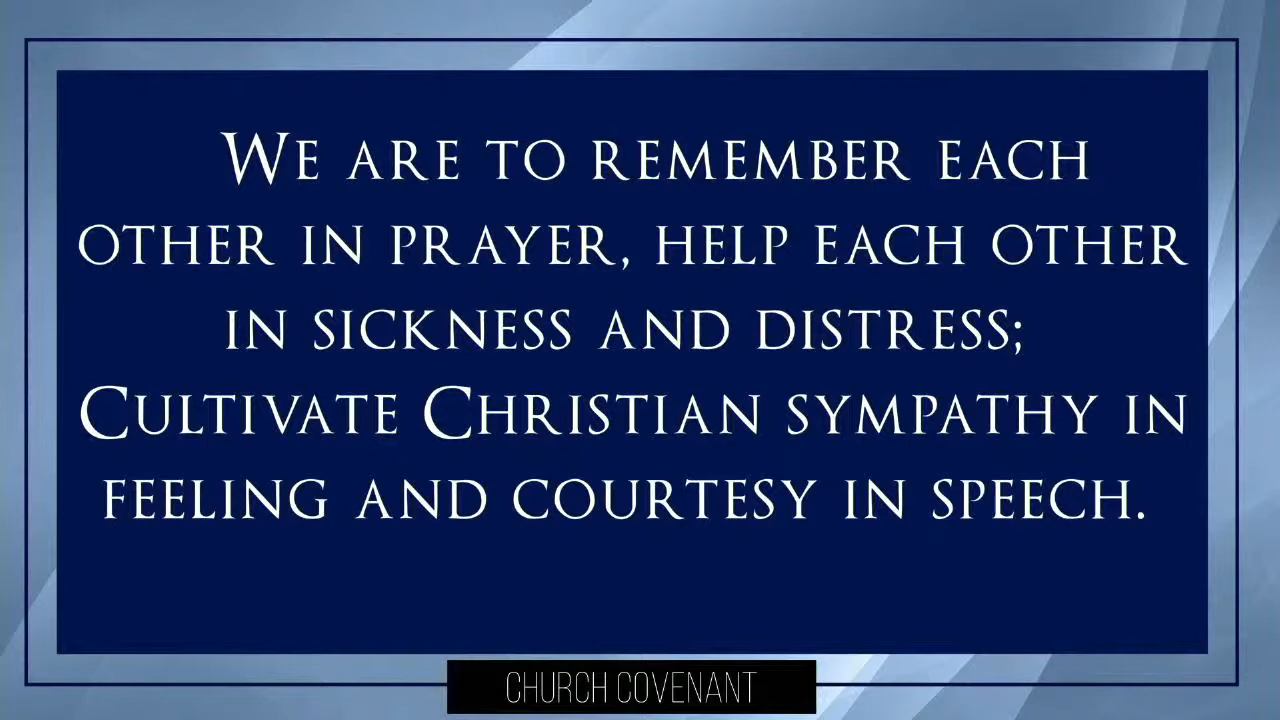 We are to remember each
other in prayer, help each other
in sickness and distress;
Cultivate Christian sympathy in
feeling and courtesy in speech.
CHURCH COVENANT